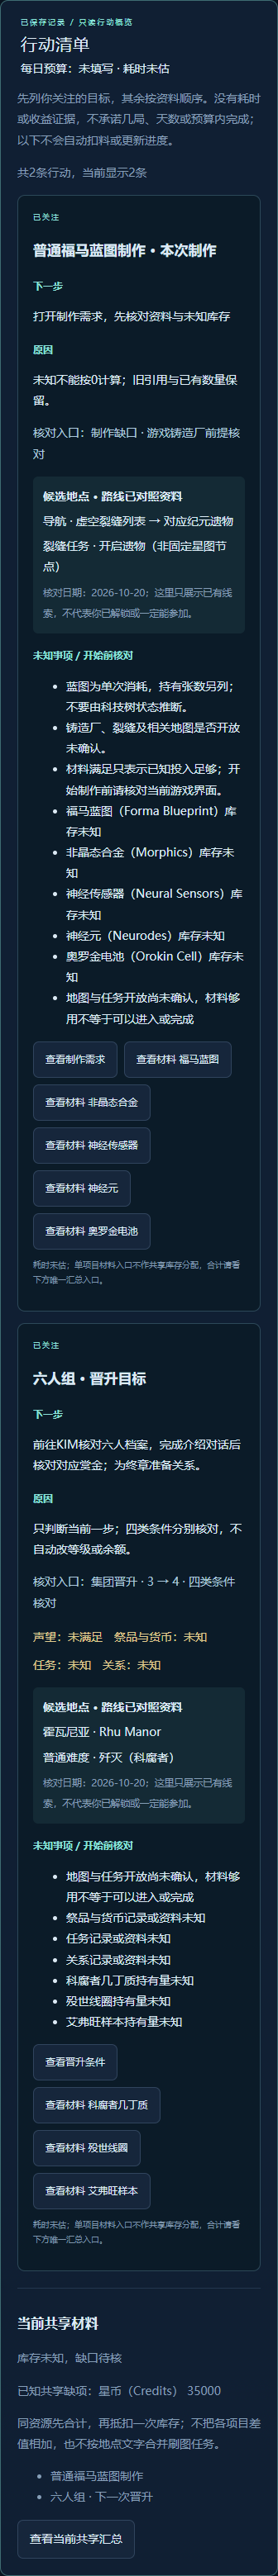 已保存记录 / 只读行动概览
行动清单
每日预算：未填写 · 耗时未估
先列你关注的目标，其余按资料顺序。没有耗时
或收益证据，不承诺几局、天数或预算内完成；
以下不会自动扣料或更新进度。
共2条行动，当前显示2条
已关注
普通福马蓝图制作 · 本次制作
下一步
打开制作需求，先核对资料与未知库存
原因
未知不能按0计算；旧引用与已有数量保
留。
核对入口：制作缺口 · 游戏铸造厂前提核
对
候选地点 · 路线已对照资料
导航 · 虚空裂缝列表 → 对应纪元遗物
裂缝任务 · 开启遗物（非固定星图节
点）
核对日期：2026-10-20；这里只展示已有线
索，不代表你已解锁或一定能参加。
未知事项 / 开始前核对
蓝图为单次消耗，持有张数另列；
不要由科技树状态推断。
铸造厂、裂缝及相关地图是否开放
未确认。
材料满足只表示已知投入足够；开
始制作前请核对当前游戏界面。
福马蓝图（Forma Blueprint）库
存未知
非晶态合金（Morphics）库存未
知
神经传感器（Neural Sensors）库
存未知
神经元（Neurodes）库存未知
奥罗金电池（Orokin Cell）库存未
知
地图与任务开放尚未确认，材料够
用不等于可以进入或完成
查看制作需求
查看材料 福马蓝图
查看材料 非晶态合金
查看材料 神经传感器
查看材料 神经元
查看材料 奥罗金电池
耗时未估；单项目材料入口不作共享库存分配，合计请看
下方唯一汇总入口。
已关注
六人组 · 晋升目标
下一步
前往KIM核对六人档案，完成介绍对话后
核对对应赏金；为终章准备关系。
原因
只判断当前一步；四类条件分别核对，不
自动改等级或余额。
核对入口：集团晋升 · 3 → 4 · 四类条件
核对
声望：未满足 祭品与货币：未知
任务：未知 关系：未知
候选地点 · 路线已对照资料
霍瓦尼亚 · Rhu Manor
普通难度 · 歼灭（科腐者）
核对日期：2026-10-20；这里只展示已有线
索，不代表你已解锁或一定能参加。
未知事项 / 开始前核对
地图与任务开放尚未确认，材料够
用不等于可以进入或完成
祭品与货币记录或资料未知
任务记录或资料未知
关系记录或资料未知
科腐者几丁质持有量未知
殁世线圈持有量未知
艾弗旺样本持有量未知
查看晋升条件
查看材料 科腐者几丁质
查看材料 殁世线圈
查看材料 艾弗旺样本
耗时未估；单项目材料入口不作共享库存分配，合计请看
下方唯一汇总入口。
当前共享材料
库存未知，缺口待核
已知共享缺项：星币（Credits） 35000
同资源先合计，再抵扣一次库存；不把各项目差
值相加，也不按地点文字合并刷图任务。
普通福马蓝图制作
六人组 · 下一次晋升
查看当前共享汇总